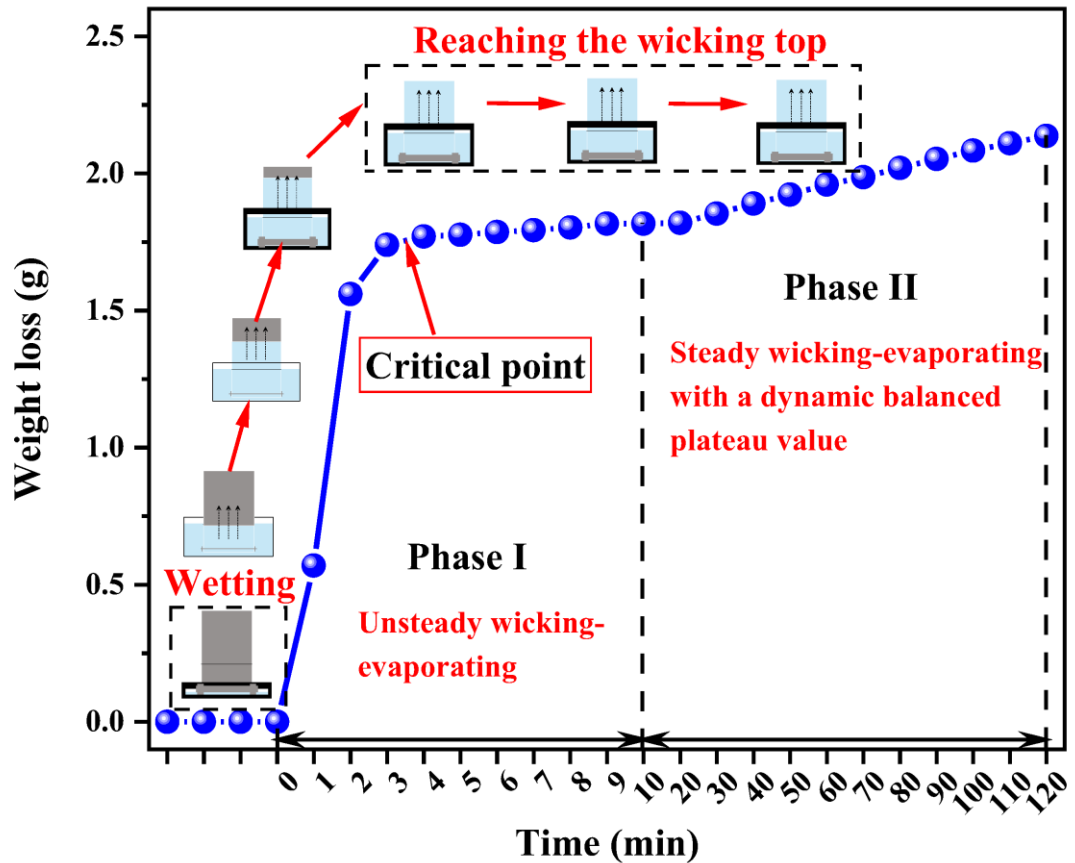 Reaching the wicking top
2.5
2.0
1.5
1.0
0.5
0.0
Weight loss (g)
Critical point
Phase II
Steady wicking-evaporating
with a dynamic balanced
plateau value
Phase I
Unsteady wicking-
evaporating
Wetting
0 1 2 3 4 5 6 7 8 9 10 20 30 40 50 60 70 80 90 100 110 120
Time (min)